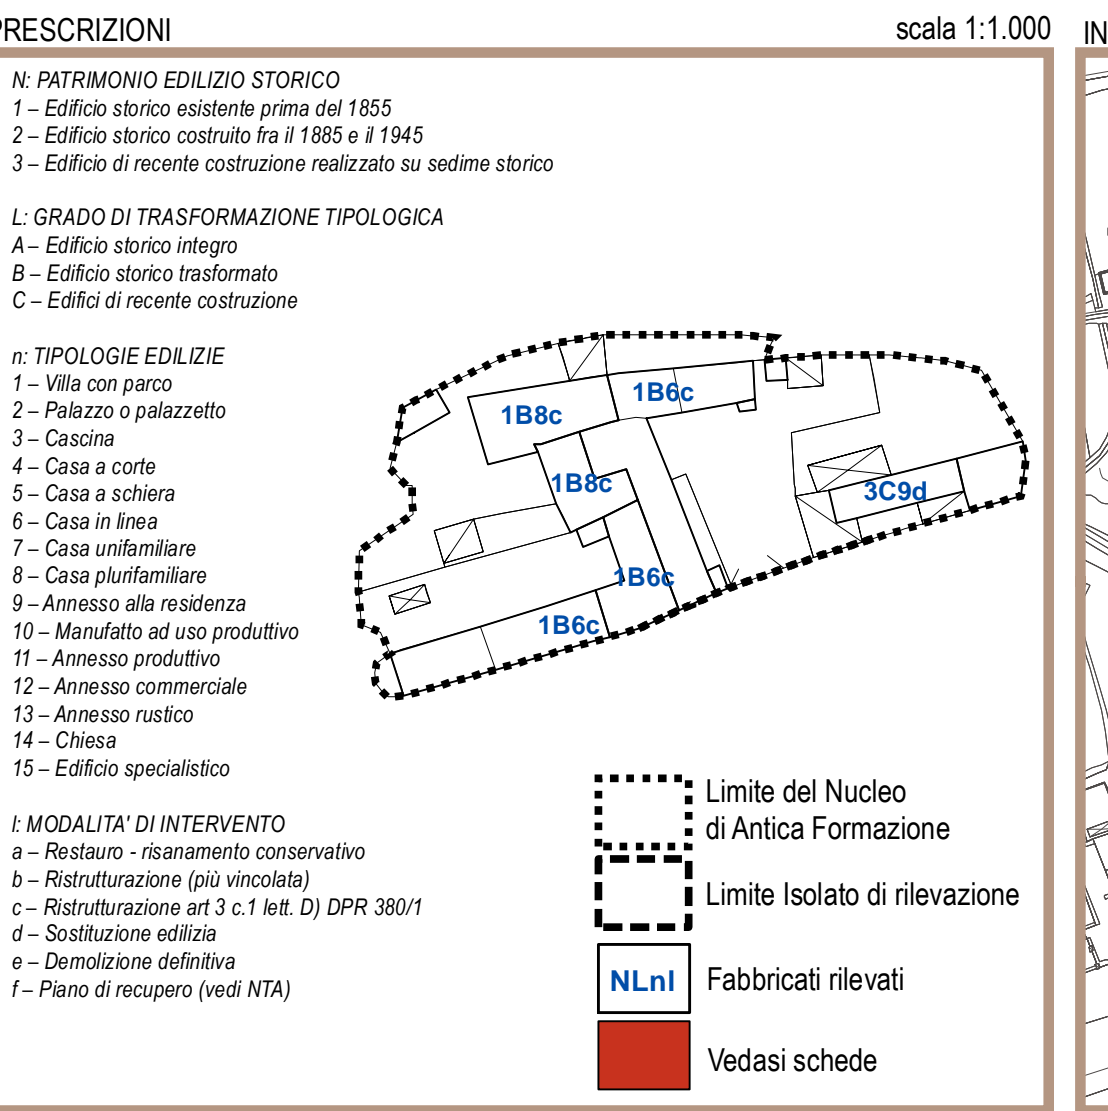 PRESCRIZIONI
scala 1:1.000
IN
N: PATRIMONIO EDILIZIO STORICO
1 – Edificio storico esistente prima del 1855
2 – Edificio storico costruito fra il 1885 e il 1945
3 – Edificio di recente costruzione realizzato su sedime storico
L: GRADO DI TRASFORMAZIONE TIPOLOGICA
A – Edificio storico integro
B – Edificio storico trasformato
C – Edifici di recente costruzione
n: TIPOLOGIE EDILIZIE
1 – Villa con parco
2 – Palazzo o palazzetto
3 – Cascina
4 – Casa a corte
5 – Casa a schiera
6 – Casa in linea
7 – Casa unifamiliare
8 – Casa plurifamiliare
9 – Annesso alla residenza
10 – Manufatto ad uso produttivo
11 – Annesso produttivo
12 – Annesso commerciale
13 – Annesso rustico
14 – Chiesa
15 – Edificio specialistico
l: MODALITA' DI INTERVENTO
a – Restauro - risanamento conservativo
b – Ristrutturazione (più vincolata)
c – Ristrutturazione art 3 c.1 lett. D) DPR 380/1
d – Sostituzione edilizia
e – Demolizione definitiva
f – Piano di recupero (vedi NTA)
1B6c
1B8c
1B8c
3C9d
1B6c
1B6c
Limite del Nucleo
di Antica Formazione
Limite Isolato di rilevazione
NLnl
Fabbricati rilevati
Vedasi schede